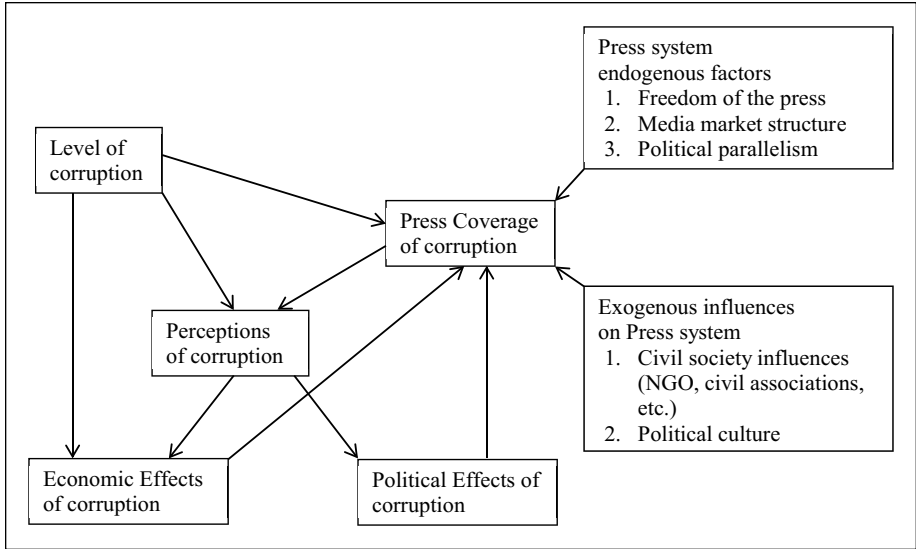 Press system
endogenous factors
1. Freedom of the press
2. Media market structure
3. Political parallelism
Level of
corruption
Press Coverage
of corruption
Exogenous influences
on Press system
1. Civil society influences
(NGO, civil associations,
etc.)
2. Political culture
Perceptions
of corruption
Economic Effects
of corruption
Political Effects of
corruption